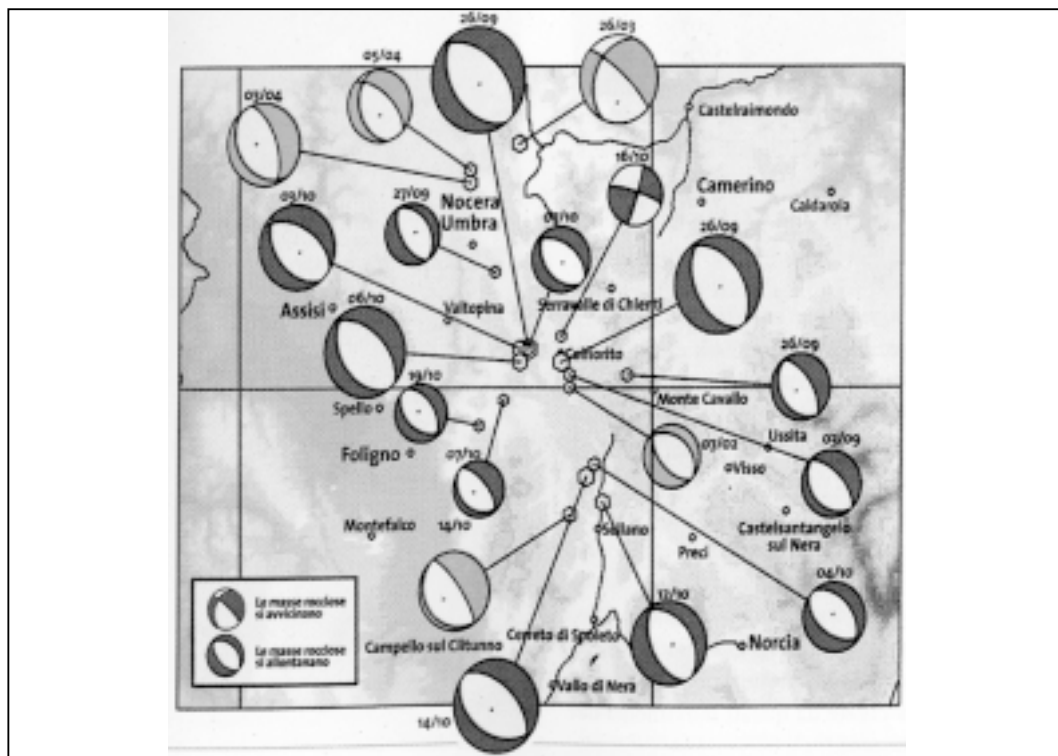 26/09
26/03
05/04
03/04
Castelraimondo
16/10
Camerino
Caldarola
Nocera
Umbra
27/09
03/10
03/10
26/09
Serravalle di Chienti
Assisi
Valtopina
06/10
Colfiorito
26/09
19/10
Monte Cavallo
Spello
Ussita
03/09
Foligno
07/10
Visso
Castelsantangelo
sul Nera
14/10
Montefalco
Sellano
Preci
04/10
12/10
Le masse rocciose
si avvicinano
Le masse rocciose
si allontanano
Campello sul Clitunno
Cerreto di Spoleto
Norcia
Vallo di Nera
14/10